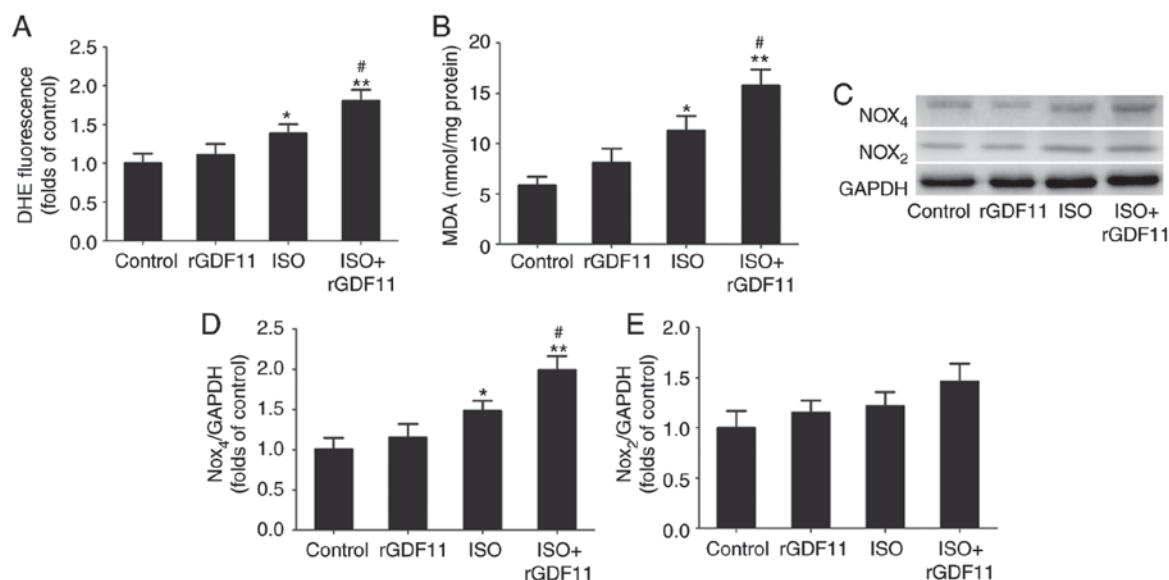 A
DHE fluorescence
(folds of control)
2.5
2.0
1.5
1.0
0.5
0.0
*
#
**
Control rGDF11 ISO ISO+
rGDF11
B
MDA (nmol/mg protein)
20
15
10
5
0
*
#
**
Control rGDF11 ISO ISO+
rGDF11
C
NOX4
NOX2
GAPDH
Control rGDF11 ISO ISO+
rGDF11
D
Nox4/GAPDH
(folds of control)
2.5
2.0
1.5
1.0
0.5
0.0
*
#
**
Control rGDF11 ISO ISO+
rGDF11
E
Nox2/GAPDH
(folds of control)
2.0
1.5
1.0
0.5
0.0
Control rGDF11 ISO ISO+
rGDF11